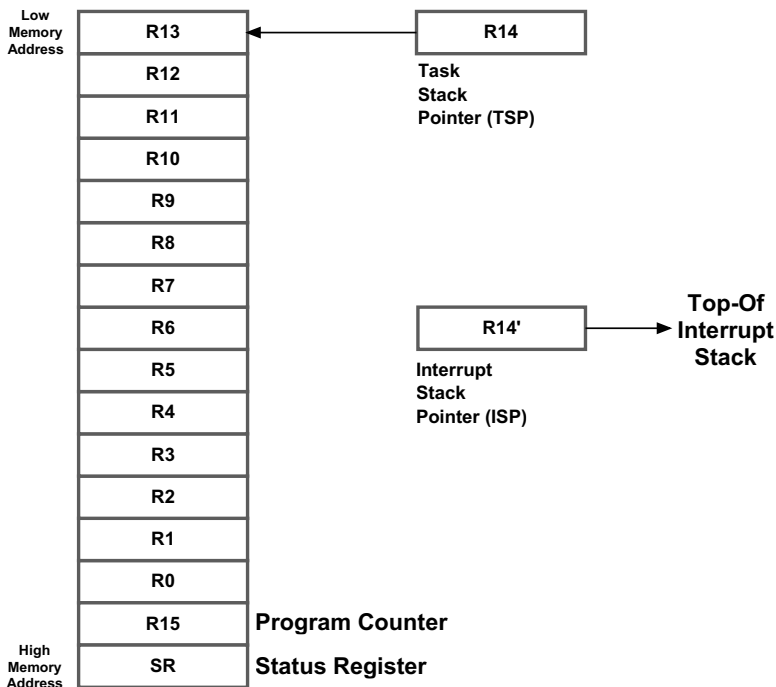 Low
Memory
Address
R13
R14
R12
Task
Stack
Pointer (TSP)
R11
R10
R9
R8
R7
R6
R14'
Top-Of
Interrupt
Stack
R5
Interrupt
Stack
Pointer (ISP)
R4
R3
R2
R1
R0
R15
Program Counter
High
Memory
Address
SR
Status Register